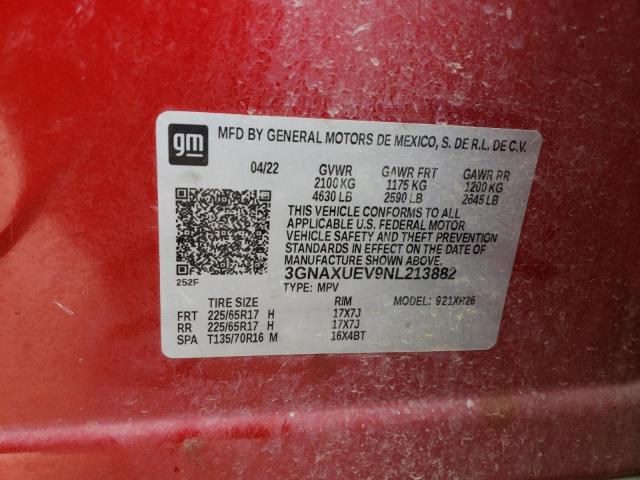 gm
MFD BY GENERAL MOTORS DE MEXICO, S. DE R.L. DE C.V.
04/22 GVWR GAWR FRT GAWR RR
2100 KG 1175 KG 1200 KG
4630 LB 2590 LB 2645 LB
THIS VEHICLE CONFORMS TO ALL
APPLICABLE U.S. FEDERAL MOTOR
VEHICLE SAFETY AND THEFT PREVENTION
STANDARDS IN EFFECT ON THE DATE OF
MANUFACTURE SHOWN ABOVE.
3GNAXUEV9NL213882
252F
TYPE: MPV
TIRE SIZE RIM MODEL: 921XR26
FRT 225/65R17 H 17X7J
RR 225/65R17 H 17X7J
SPA T135/70R16 M 16X4BT